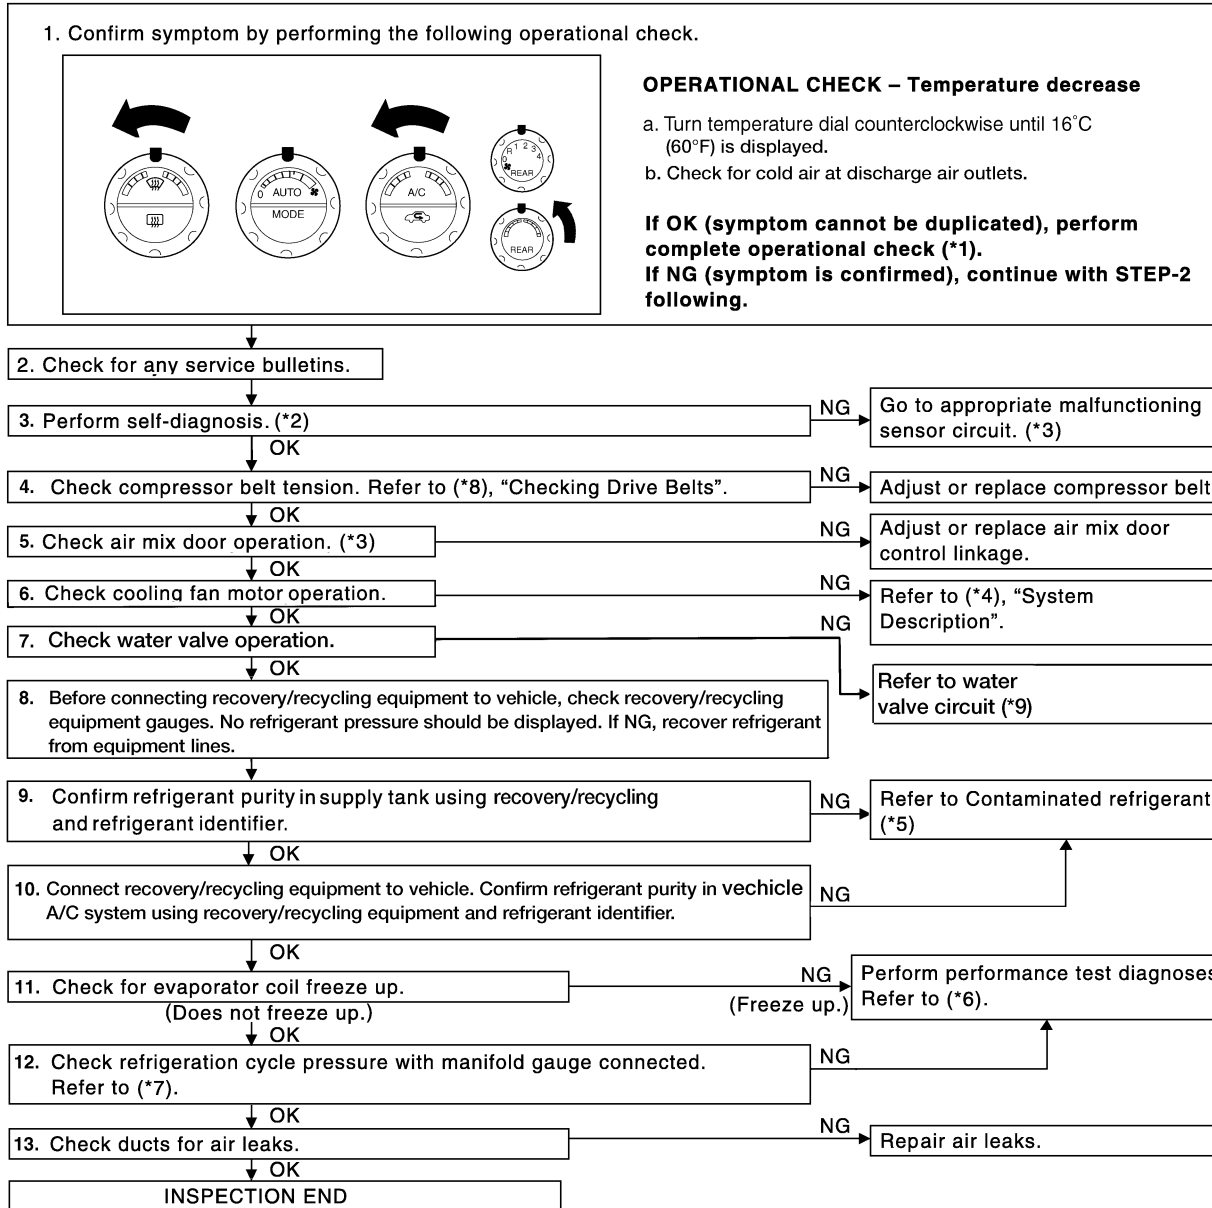 1. Confirm symptom by performing the following operational check.
0
AUTO
MODE
A/C
0 R 1 2 3 4
REAR
REAR
OPERATIONAL CHECK – Temperature decrease
a. Turn temperature dial counterclockwise until 16˚C
(60°F) is displayed.
b. Check for cold air at discharge air outlets.
If OK (symptom cannot be duplicated), perform
complete operational check (*1).
If NG (symptom is confirmed), continue with STEP-2
following.
2. Check for any service bulletins.
3. Perform self-diagnosis. (*2)
NG
Go to appropriate malfunctioning
sensor circuit. (*3)
OK
4. Check compressor belt tension. Refer to (*8), “Checking Drive Belts”.
NG
Adjust or replace compressor belt
OK
5. Check air mix door operation. (*3)
NG
Adjust or replace air mix door
control linkage.
OK
6. Check cooling fan motor operation.
NG
Refer to (*4), “System
Description”.
OK
7. Check water valve operation.
NG
Refer to water
valve circuit (*9)
OK
8. Before connecting recovery/recycling equipment to vehicle, check recovery/recycling
equipment gauges. No refrigerant pressure should be displayed. If NG, recover refrigerant
from equipment lines.
9. Confirm refrigerant purity in supply tank using recovery/recycling
and refrigerant identifier.
NG
Refer to Contaminated refrigerant
(*5)
OK
10. Connect recovery/recycling equipment to vehicle. Confirm refrigerant purity in vechicle
A/C system using recovery/recycling equipment and refrigerant identifier.
NG
OK
11. Check for evaporator coil freeze up.
(Does not freeze up.)
NG
(Freeze up.)
Perform performance test diagnoses
Refer to (*6).
OK
12. Check refrigeration cycle pressure with manifold gauge connected.
Refer to (*7).
NG
OK
13. Check ducts for air leaks.
NG
Repair air leaks.
OK
INSPECTION END